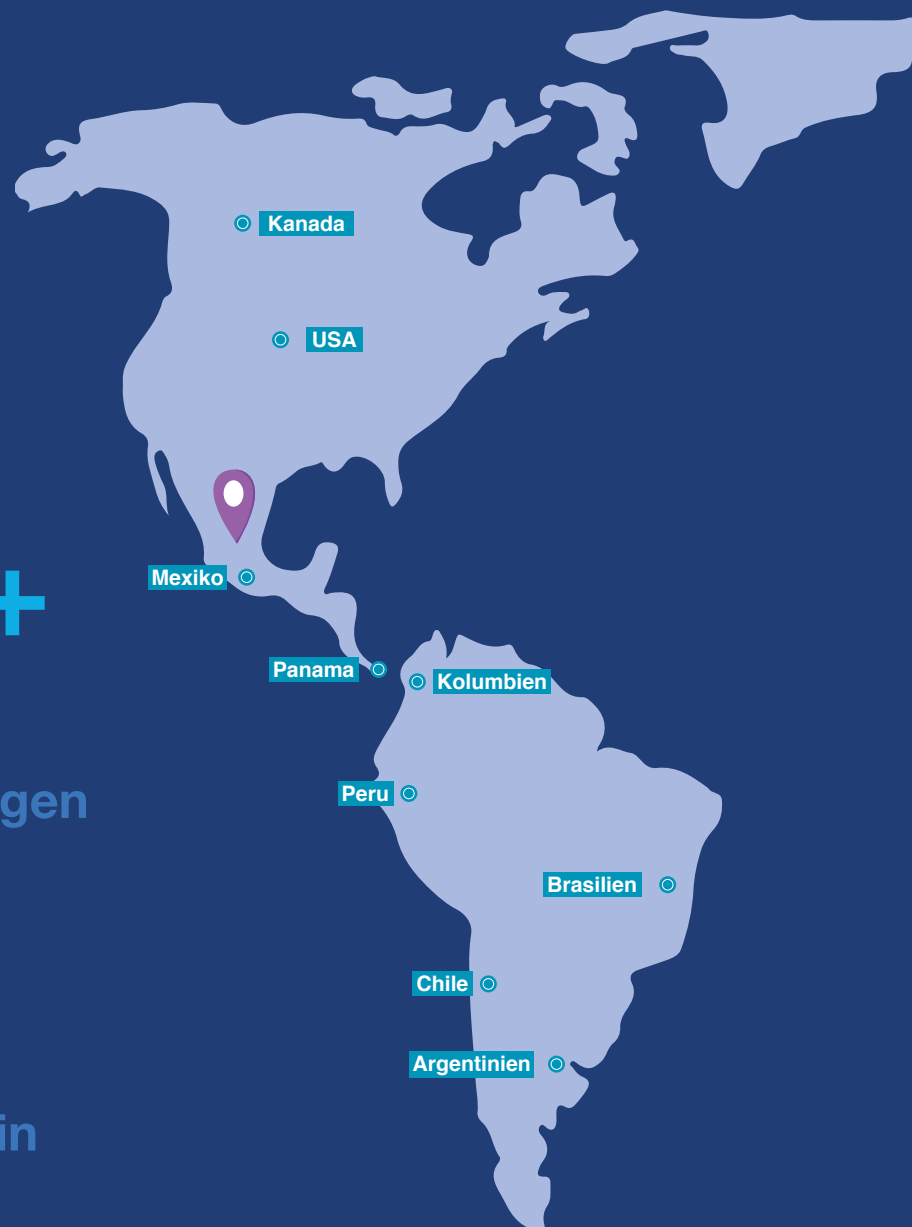 Kanada
USA
Mexiko
+
Panama
Kolumbien
gen
Peru
Brasilien
Chile
Argentinien
in